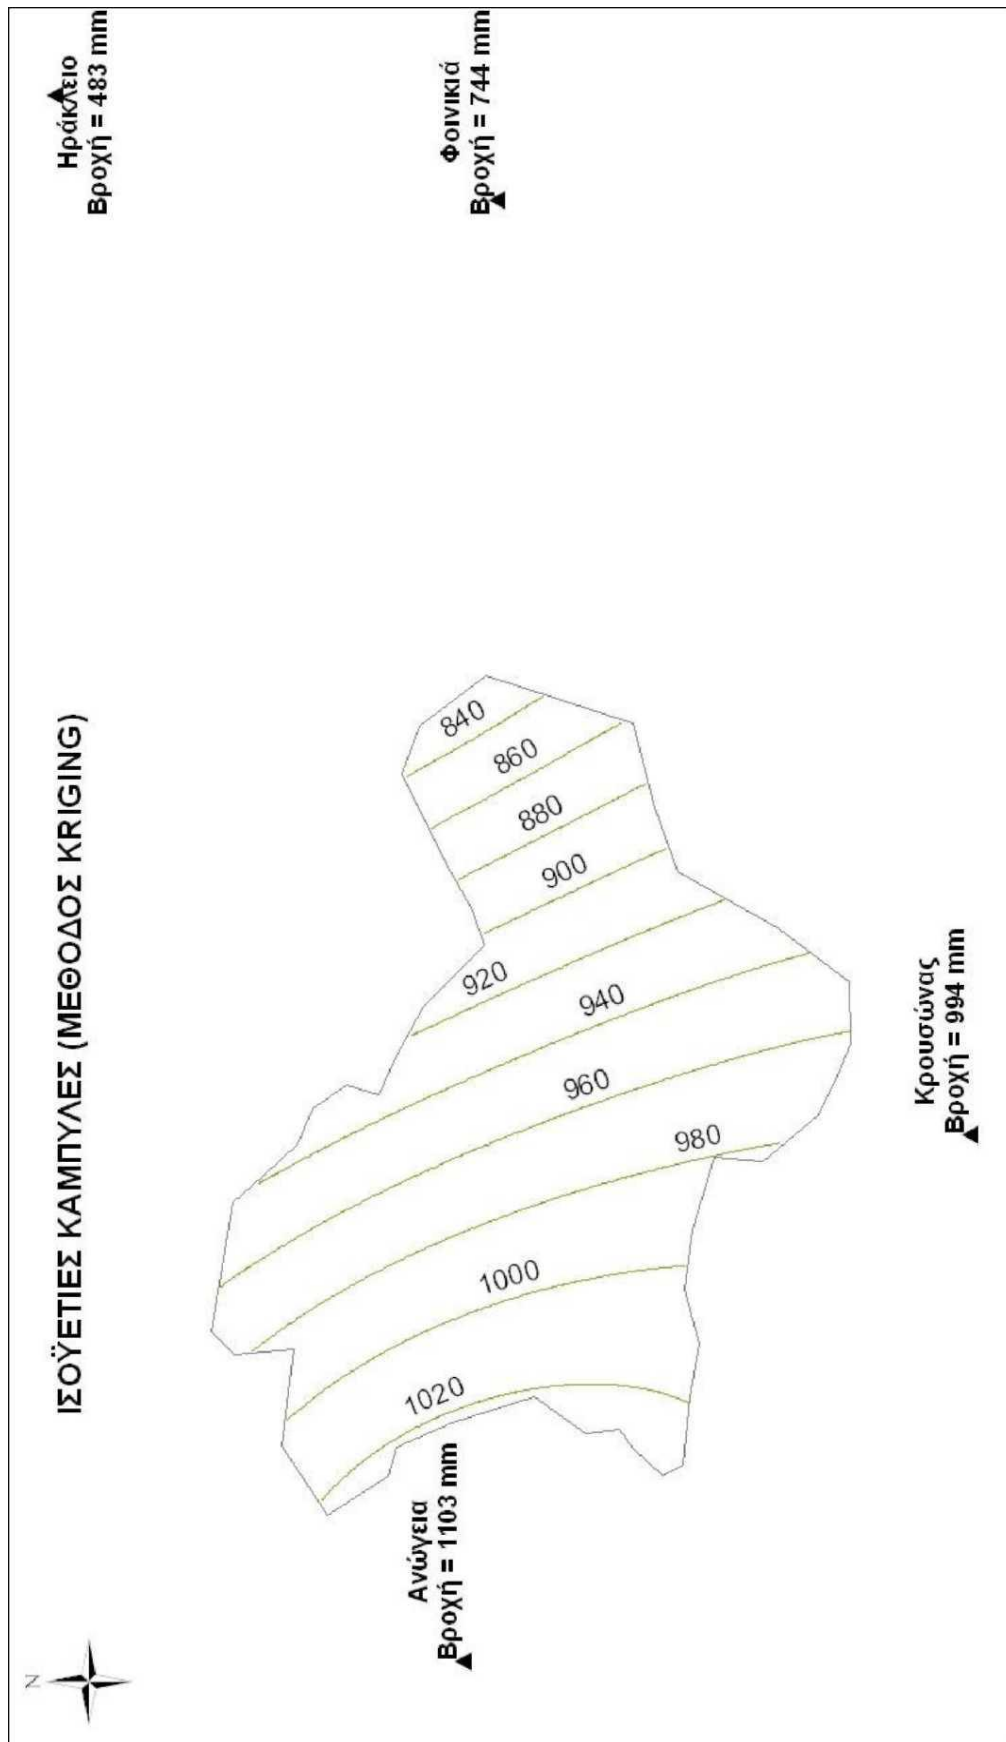 ΙΣΟΫΕΤΙΕΣ ΚΑΜΠΥΛΕΣ (ΜΕΘΟΔΟΣ KRIGING)
N
Ηράκλειο
Βροχή = 483 mm
Φοινικιά
Βροχή = 744 mm
Ανώγεια
Βροχή = 1103 mm
Κρουσώνας
Βροχή = 994 mm
1020
1000
980
960
940
920
900
880
860
840